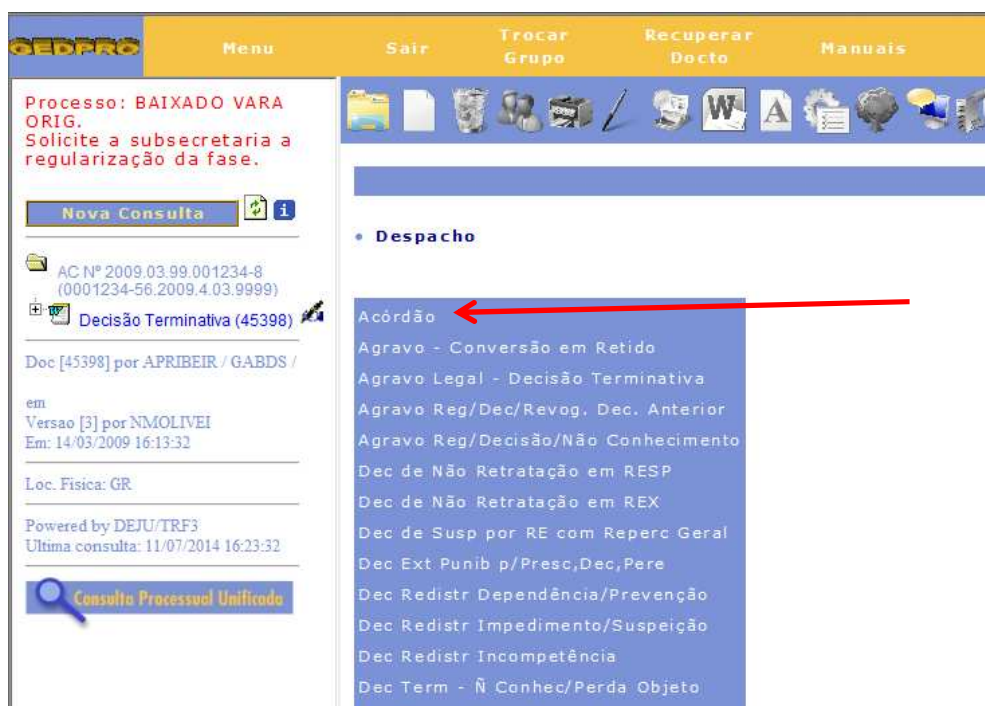 GEDPRO
Menu
Sair
Trocar
Grupo
Recuperar
Docto
Manuais
Processo: BAIXADO VARA
ORIG.
Solicite a subsecretaria a
regularização da fase.
Nova Consulta
i
AC Nº 2009.03.99.001234-8
(0001234-56.2009.4.03.9999)
Decisão Terminativa (45398)
Doc [45398] por APRIBEIR / GABDS /
em
Versao [3] por NMOLIVEI
Em: 14/03/2009 16:13:32
Loc. Fisica: GR
Powered by DEJU/TRF3
Ultima consulta: 11/07/2014 16:23:32
Consulta Processual Unificada
W
A
• Despacho
Acórdão
Agravo - Conversão em Retido
Agravo Legal - Decisão Terminativa
Agravo Reg/Dec/Revog. Dec. Anterior
Agravo Reg/Decisão/Não Conhecimento
Dec de Não Retratação em RESP
Dec de Não Retratação em REX
Dec de Susp por RE com Reperc Geral
Dec Ext Punib p/Presc,Dec,Pere
Dec Redistr Dependência/Prevenção
Dec Redistr Impedimento/Suspeição
Dec Redistr Incompetência
Dec Term - Ñ Conhec/Perda Objeto